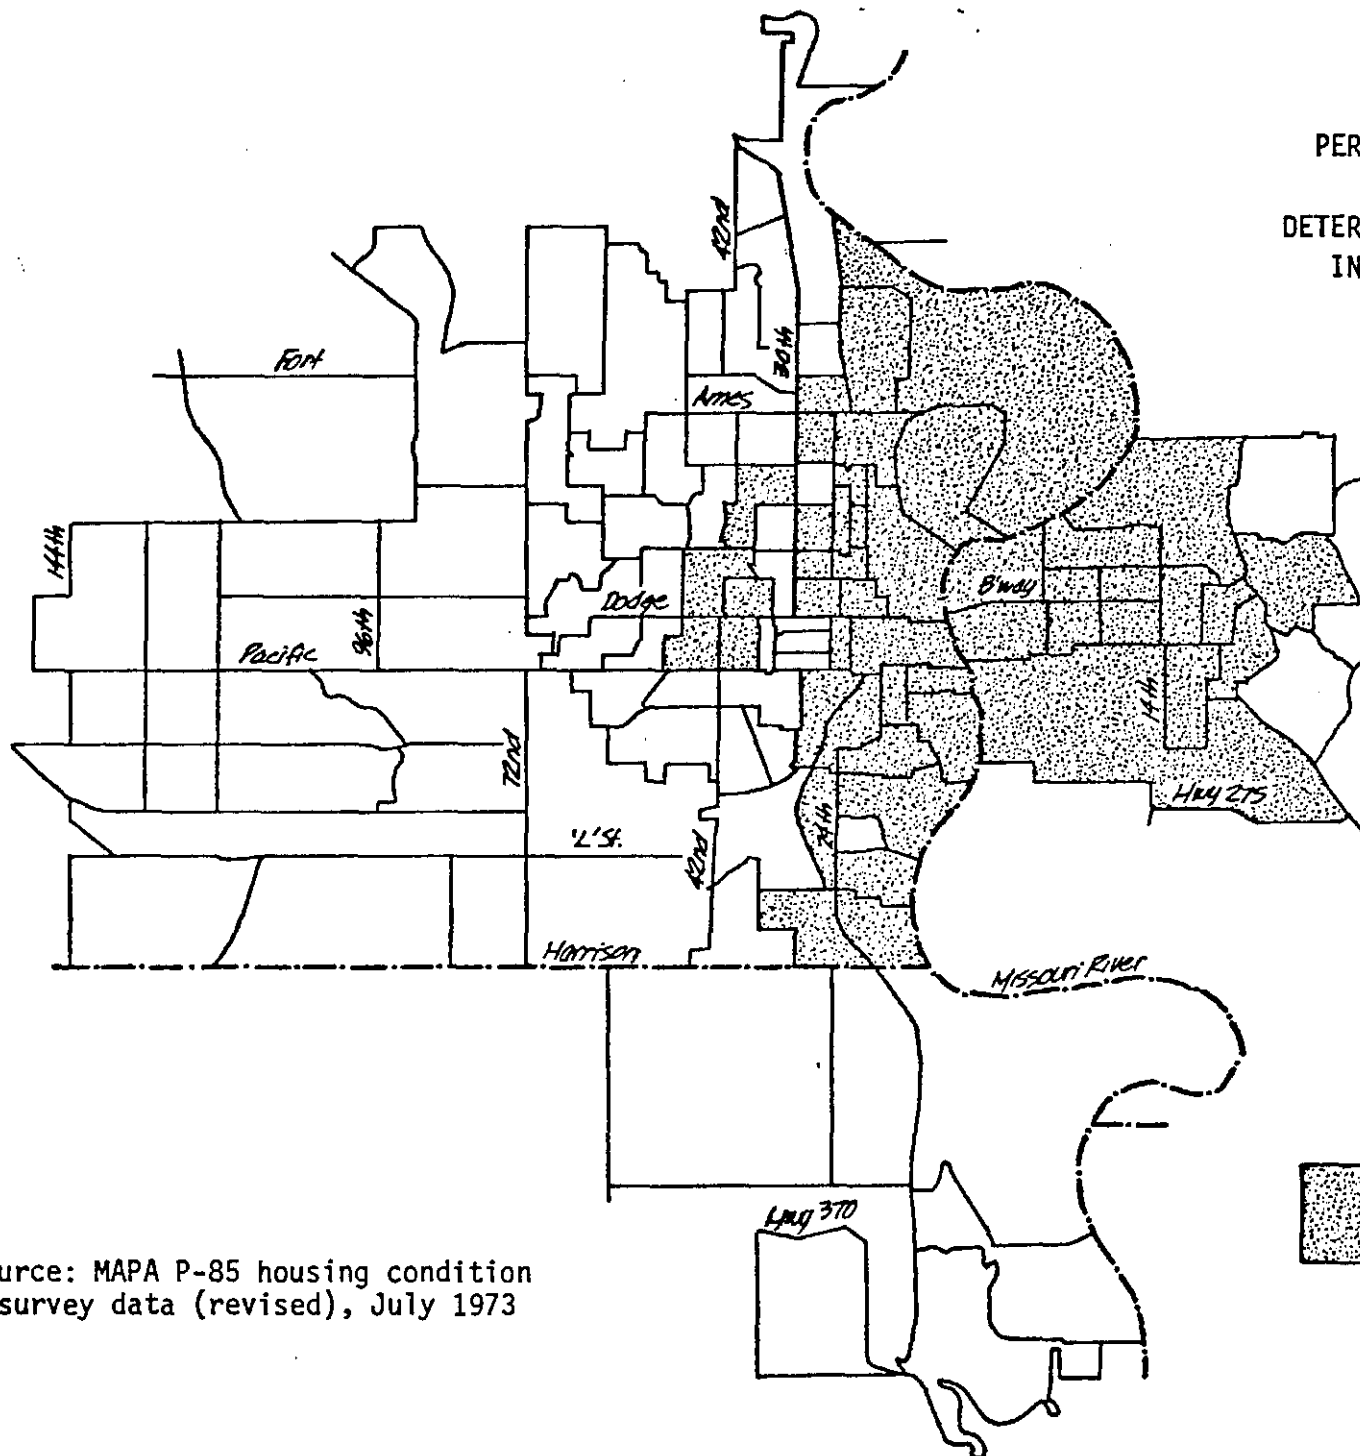 PER
DETER
IN
42nd
30th
Fort
Ames
144th
96th
Dodge
B'way
Pacific
14th
72nd
Hwy 275
'L' St.
24th
42nd
Harrison
Missouri River
Hwy 370
urce: MAPA P-85 housing condition
survey data (revised), July 1973